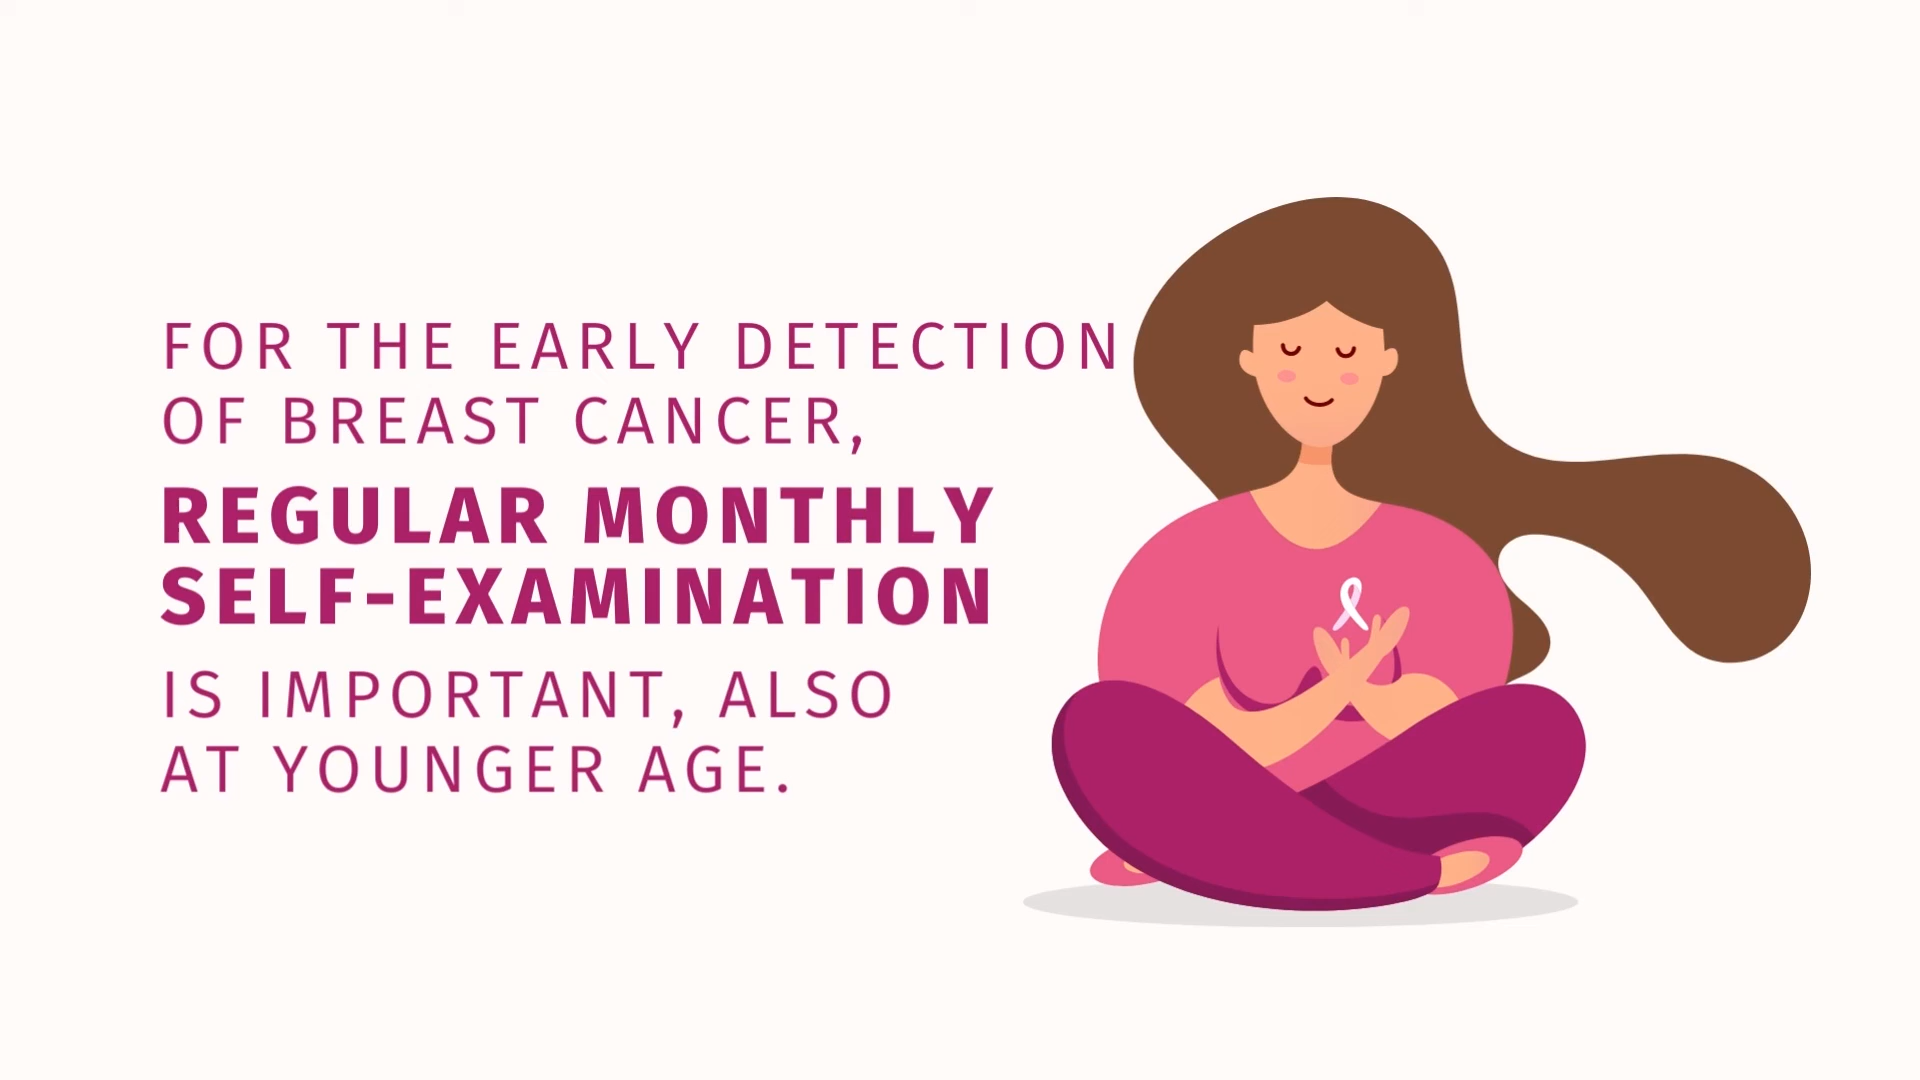 FOR THE EARLY DETECTION
OF BREAST CANCER,
REGULAR MONTHLY
SELF-EXAMINATION
IS IMPORTANT, ALSO
AT YOUNGER AGE.